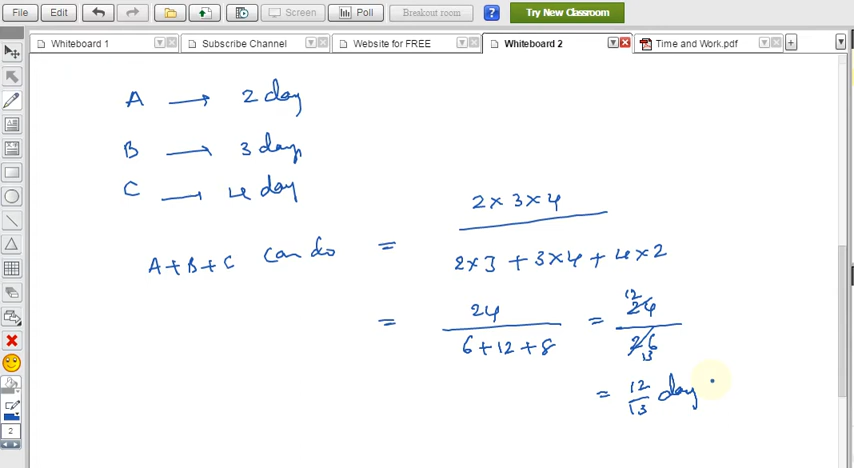 File Edit Screen Poll Breakout room ? Try New Classroom
Whiteboard 1 Subscribe Channel Website for FREE Whiteboard 2 Time and Work.pdf +
A → 2 day
B → 3 days
C → 4 day
2 × 3 × 4
A + B + C can do =
2 × 3 + 3 × 4 + 4 × 2
12
= 24 = 24
6 + 12 + 8 26
13
= 12 day
13
2